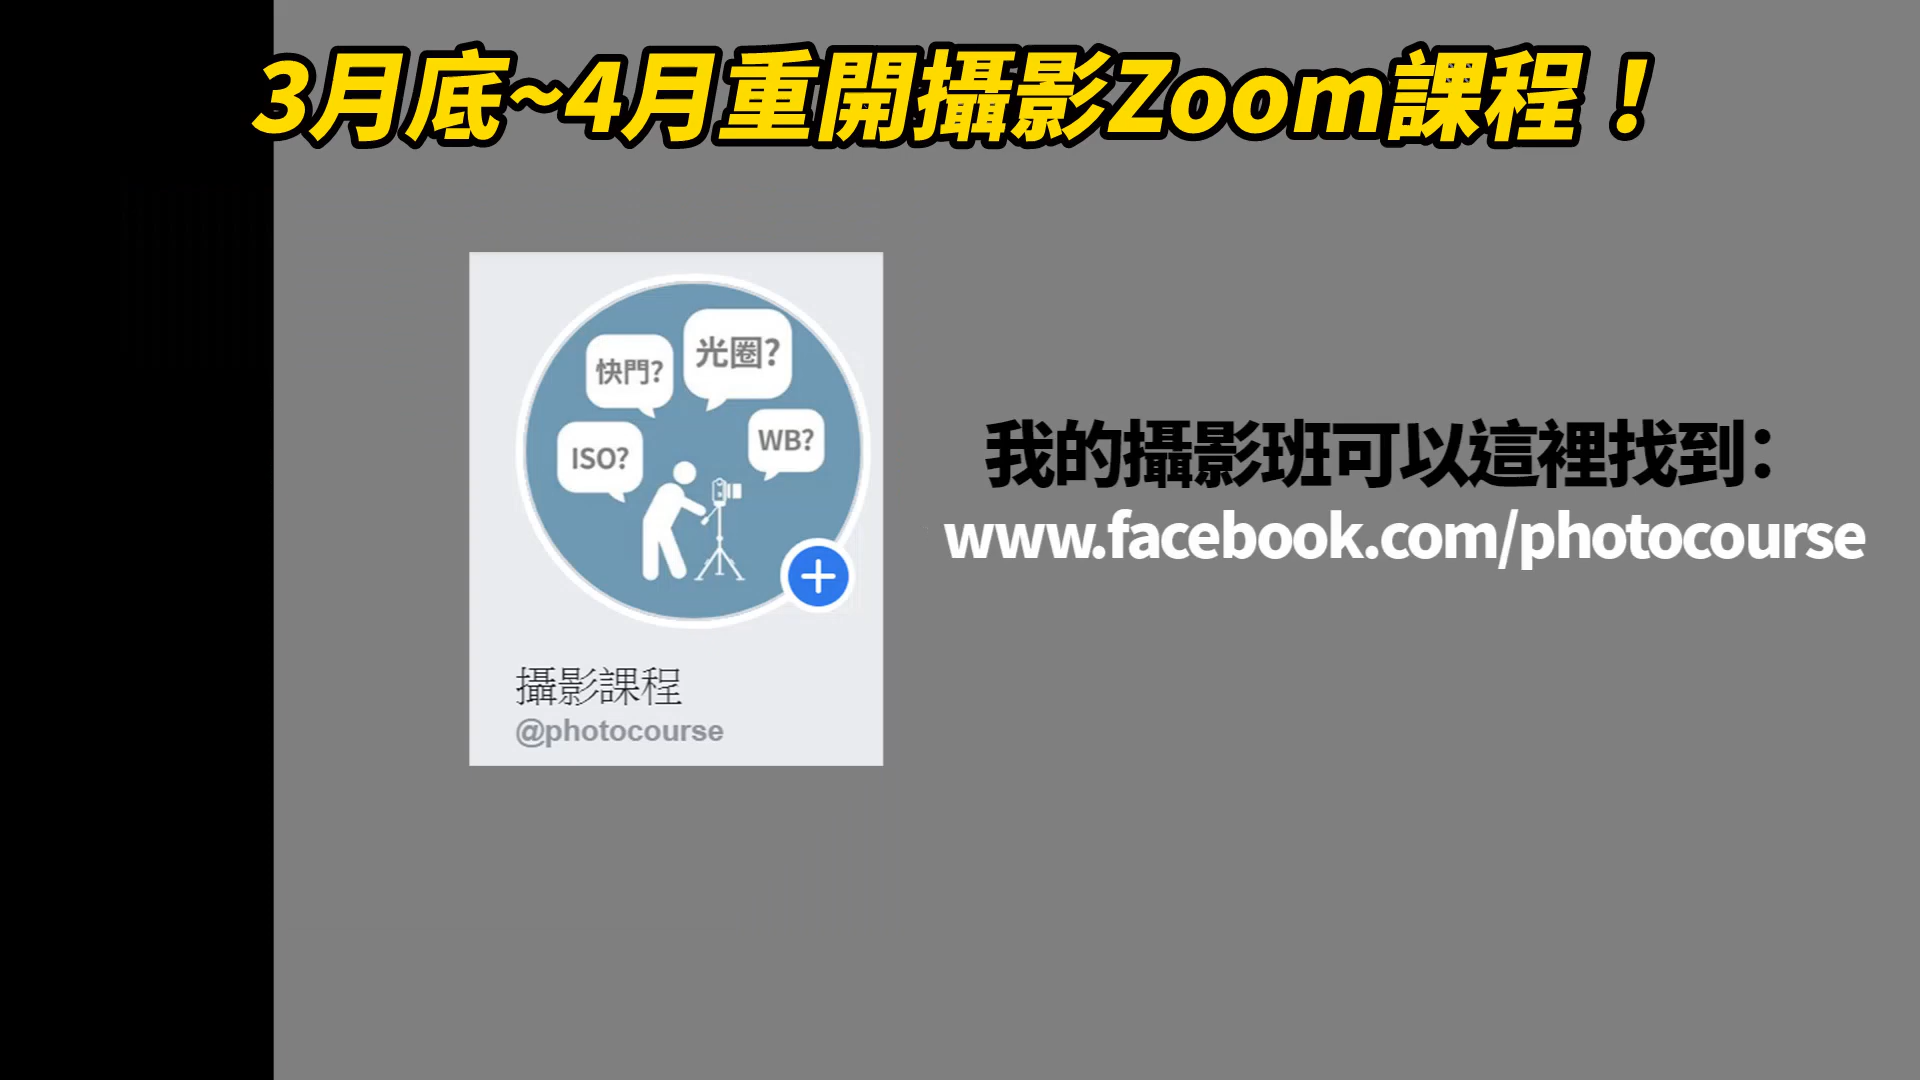 3月底~4月重開攝影Zoom課程！
快門?
光圈?
ISO?
WB?
攝影課程
@photocourse
我的攝影班可以這裡找到：
www.facebook.com/photocourse